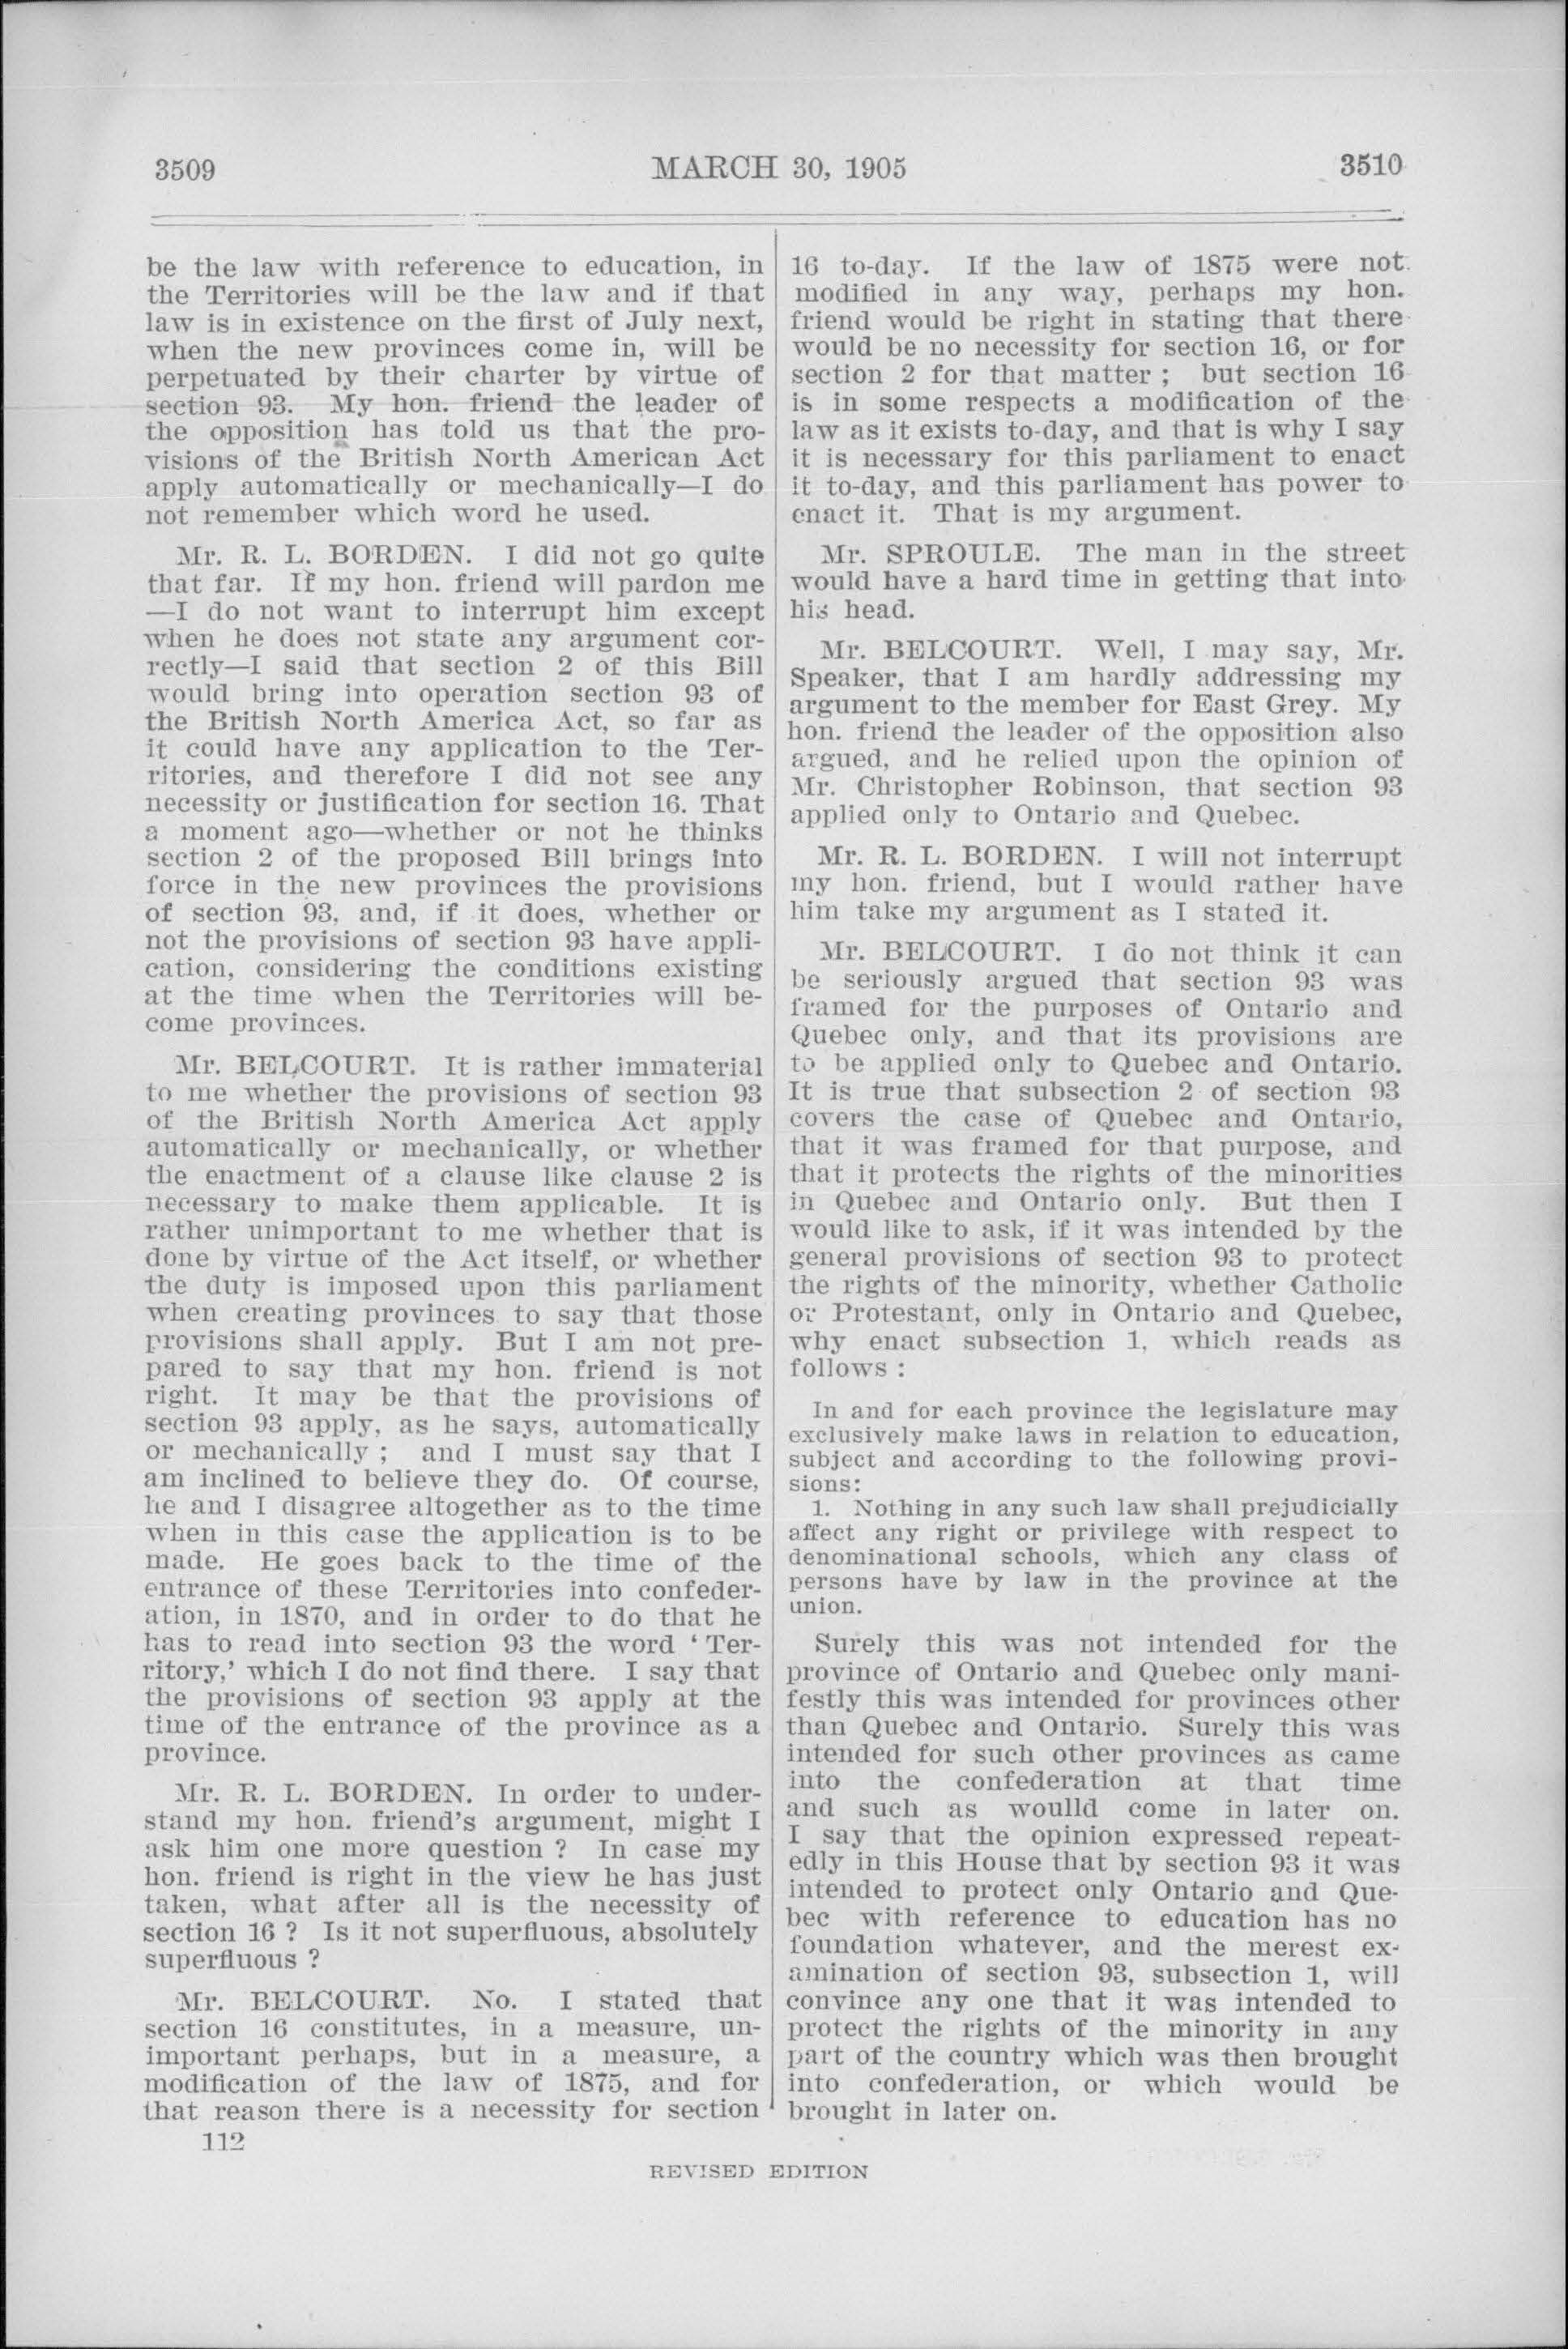 3509
MARCH 30, 1905
3510
be the law with reference to education, in
the Territories will be the law and if that
law is in existence on the first of July next,
when the new provinces come in, will be
perpetuated by their charter by virtue of
section 93. My hon. friend the leader of
the opposition has told us that the pro-
visions of the British North American Act
apply automatically or mechanically—I do
not remember which word he used.
Mr. R. L. BORDEN. I did not go quite
that far. If my hon. friend will pardon me
—I do not want to interrupt him except
when he does not state any argument cor-
rectly—I said that section 2 of this Bill
would bring into operation section 93 of
the British North America Act, so far as
it could have any application to the Ter-
ritories, and therefore I did not see any
necessity or justification for section 16. That
a moment ago—whether or not he thinks
section 2 of the proposed Bill brings into
force in the new provinces the provisions
of section 93, and, if it does, whether or
not the provisions of section 93 have appli-
cation, considering the conditions existing
at the time when the Territories will be-
come provinces.
Mr. BELCOURT. It is rather immaterial
to me whether the provisions of section 93
of the British North America Act apply
automatically or mechanically, or whether
the enactment of a clause like clause 2 is
necessary to make them applicable. It is
rather unimportant to me whether that is
done by virtue of the Act itself, or whether
the duty is imposed upon this parliament
when creating provinces to say that those
provisions shall apply. But I am not pre-
pared to say that my hon. friend is not
right. It may be that the provisions of
section 93 apply, as he says, automatically
or mechanically ; and I must say that I
am inclined to believe they do. Of course,
he and I disagree altogether as to the time
when in this case the application is to be
made. He goes back to the time of the
entrance of these Territories into confeder-
ation, in 1870, and in order to do that he
has to read into section 93 the word ‘ Ter-
ritory,’ which I do not find there. I say that
the provisions of section 93 apply at the
time of the entrance of the province as a
province.
Mr. R. L. BORDEN. In order to under-
stand my hon. friend's argument, might I
ask him one more question ? In case my
hon. friend is right in the view he has just
taken, what after all is the necessity of
section 16 ? Is it not superfluous, absolutely
superfluous ?
Mr. BELCOURT. No. I stated that
section 16 constitutes, in a measure, un-
important perhaps, but in a measure, a
modification of the law of 1875, and for
that reason there is a necessity for section
112
16 to-day. If the law of 1875 were not
modified in any way, perhaps my hon.
friend would be right in stating that there
would be no necessity for section 16, or for
section 2 for that matter ; but section 16
is in some respects a modification of the
law as it exists to-day, and that is why I say
it is necessary for this parliament to enact
it to-day, and this parliament has power to
enact it. That is my argument.
Mr. SPROULE. The man in the street
would have a hard time in getting that into
his head.
Mr. BELCOURT. Well, I may say, Mr.
Speaker, that I am hardly addressing my
argument to the member for East Grey. My
hon. friend the leader of the opposition also
argued, and he relied upon the opinion of
Mr. Christopher Robinson, that section 93
applied only to Ontario and Quebec.
Mr. R. L. BORDEN. I will not interrupt
my hon. friend, but I would rather have
him take my argument as I stated it.
Mr. BELCOURT. I do not think it can
be seriously argued that section 93 was
framed for the purposes of Ontario and
Quebec only, and that its provisions are
to be applied only to Quebec and Ontario.
It is true that subsection 2 of section 93
covers the case of Quebec and Ontario,
that it was framed for that purpose, and
that it protects the rights of the minorities
in Quebec and Ontario only. But then I
would like to ask, if it was intended by the
general provisions of section 93 to protect
the rights of the minority, whether Catholic
or Protestant, only in Ontario and Quebec,
why enact subsection 1, which reads as
follows :
In and for each province the legislature may
exclusively make laws in relation to education,
subject and according to the following provi-
sions:
1. Nothing in any such law shall prejudicially
affect any right or privilege with respect to
denominational schools, which any class of
persons have by law in the province at the
union.
Surely this was not intended for the
province of Ontario and Quebec only mani-
festly this was intended for provinces other
than Quebec and Ontario. Surely this was
intended for such other provinces as came
into the confederation at that time
and such as woulld come in later on.
I say that the opinion expressed repeat-
edly in this House that by section 93 it was
intended to protect only Ontario and Que-
bec with reference to education has no
foundation whatever, and the merest ex-
amination of section 93, subsection 1, will
convince any one that it was intended to
protect the rights of the minority in any
part of the country which was then brought
into confederation, or which would be
brought in later on.
REVISED EDITION